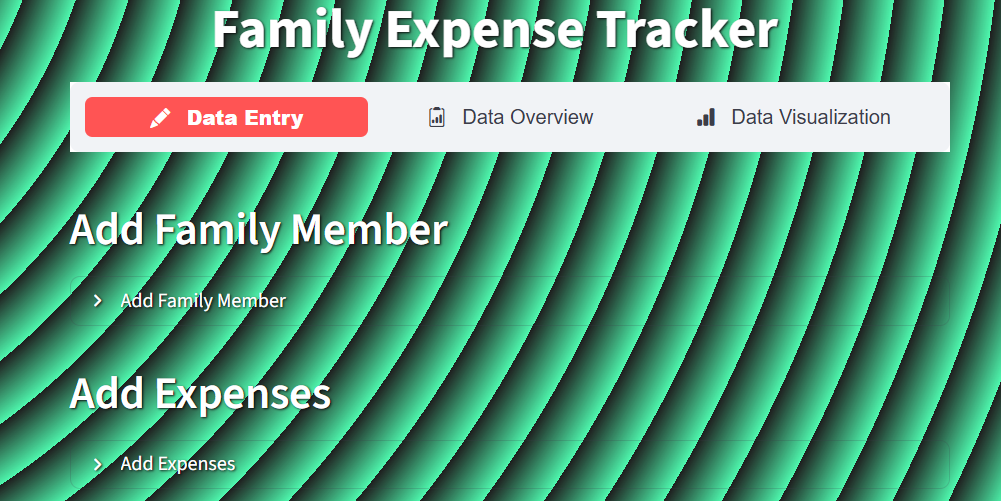 Family Expense Tracker
Data Entry
Data Overview
Data Visualization
Add Family Member
Add Family Member
Add Expenses
Add Expenses